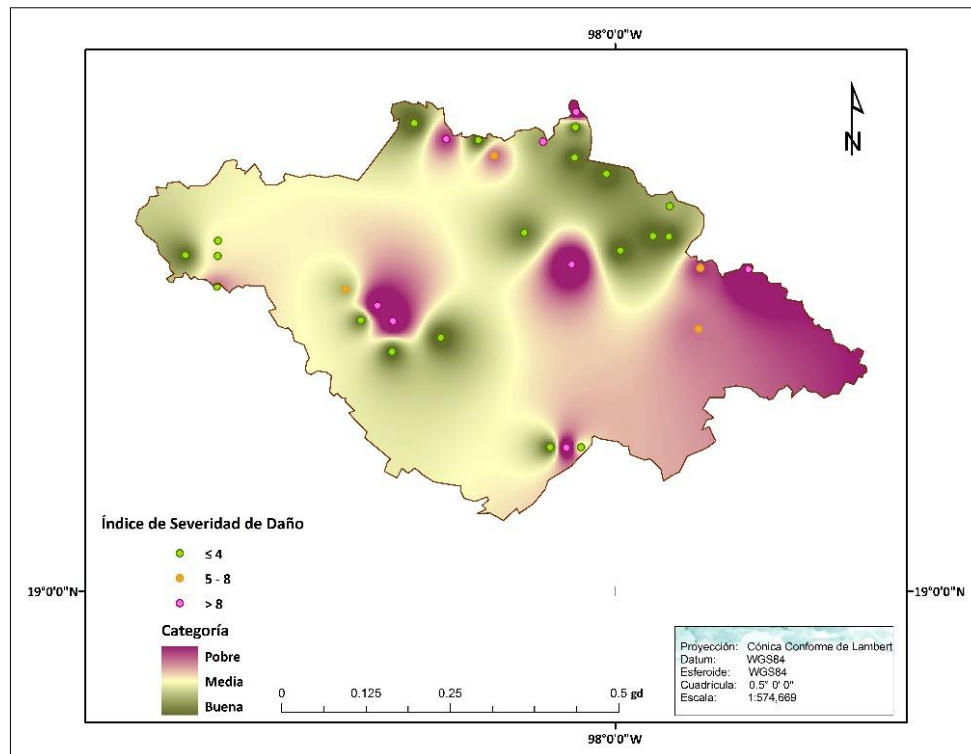 98°0'0"W
N
Índice de Severidad de Daño
≤ 4
5 - 8
> 8
19°0'0"N
19°0'0"N
Categoría
Pobre
Media
Buena
0 0.125 0.25 0.5 gd
Proyección: Cónica Conforme de Lambert
Datum: WGS84
Esferoide: WGS84
Cuadrícula: 0.5° 0' 0"
Escala: 1:574,669
98°0'0"W